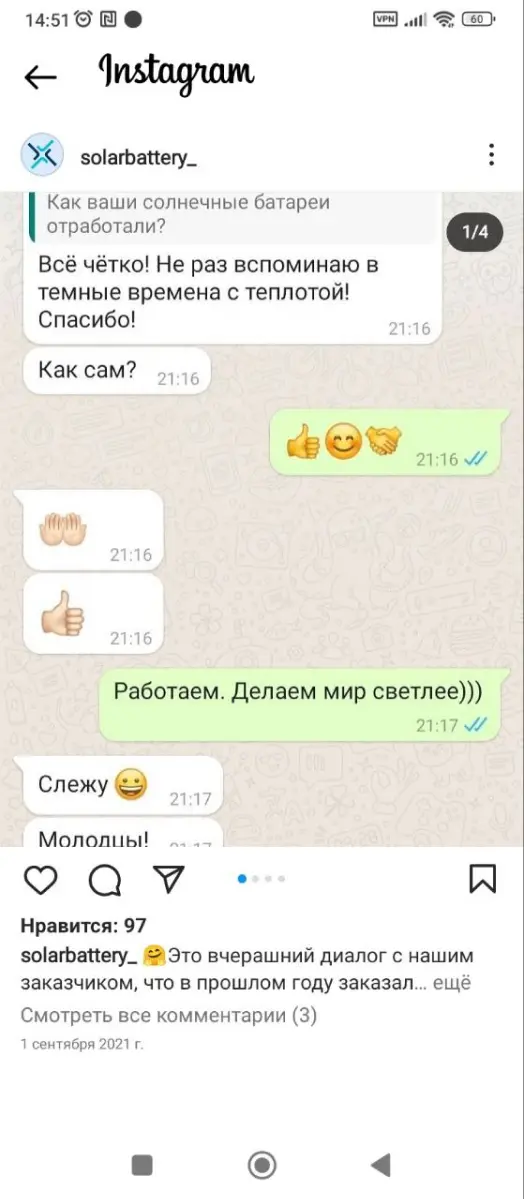 14:51
VPN
60
Instagram
solarbattery_
Как ваши солнечные батареи
отработали?
1/4
Всё чётко! Не раз вспоминаю в
темные времена с теплотой!
Спасибо!
21:16
Как сам?
21:16
👍😊🤝
21:16
🤲🏻
21:16
👍🏻
21:16
Работаем. Делаем мир светлее)))
21:17
Слежу 😀
21:17
Молодцы!
21:17
Нравится: 97
solarbattery_ 🤗Это вчерашний диалог с нашим
заказчиком, что в прошлом году заказал... ещё
Смотреть все комментарии (3)
1 сентября 2021 г.